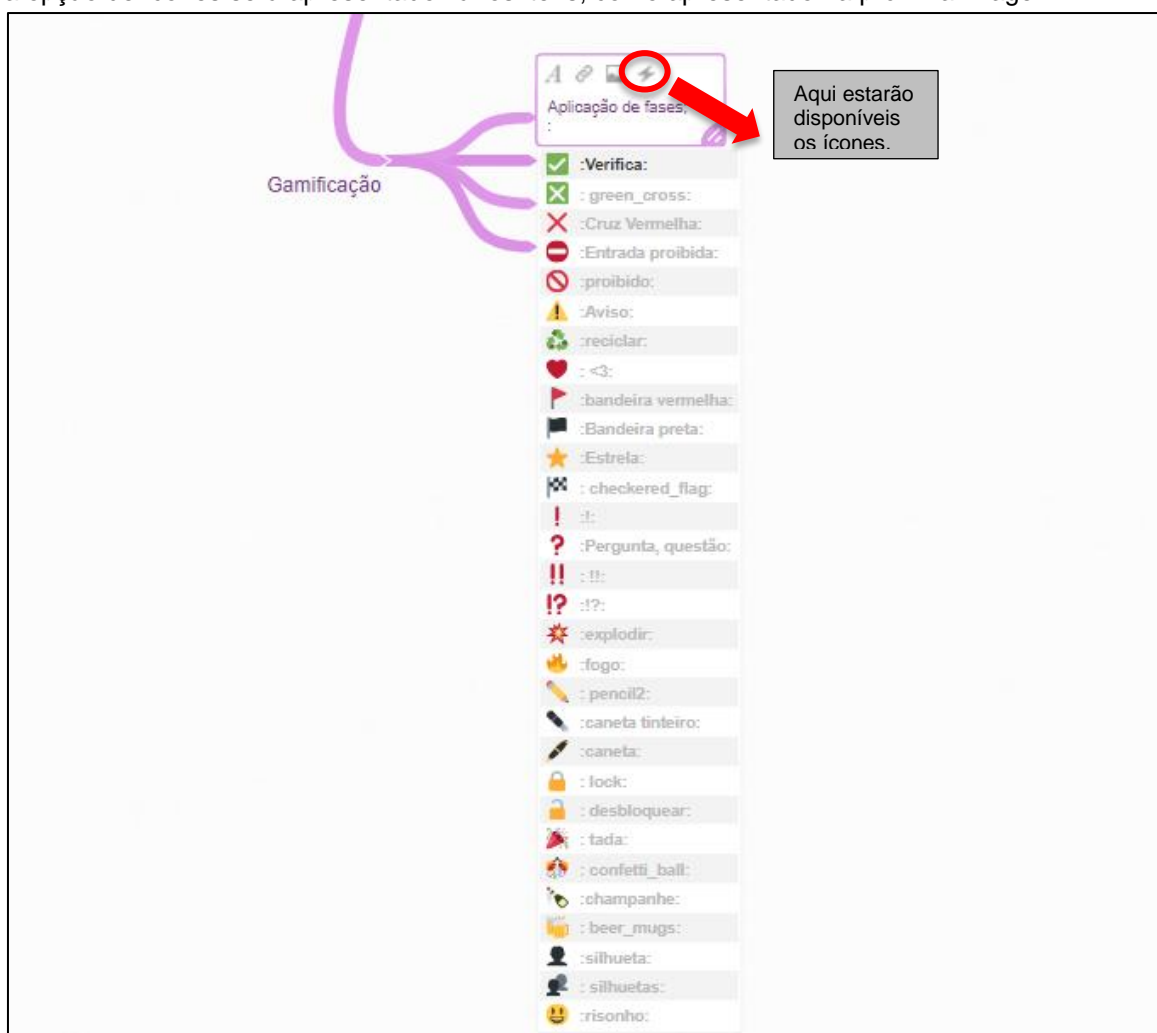 A
Aplicação de fases;
:
Aqui estarão
disponíveis
os ícones.
Gamificação
:Verifica:
: green_cross:
:Cruz Vermelha:
:Entrada proibida:
:proibido:
:Aviso:
:reciclar:
: <3:
:bandeira vermelha:
:Bandeira preta:
:Estrela:
: checkered_flag:
:!:
:Pergunta, questão:
: !!:
:!?:
:explodir:
:fogo:
: pencil2:
:caneta tinteiro:
:caneta:
: lock:
: desbloquear:
: tada:
: confetti_ball:
:champanhe:
: beer_mugs:
:silhueta:
: silhuetas:
:risonho: